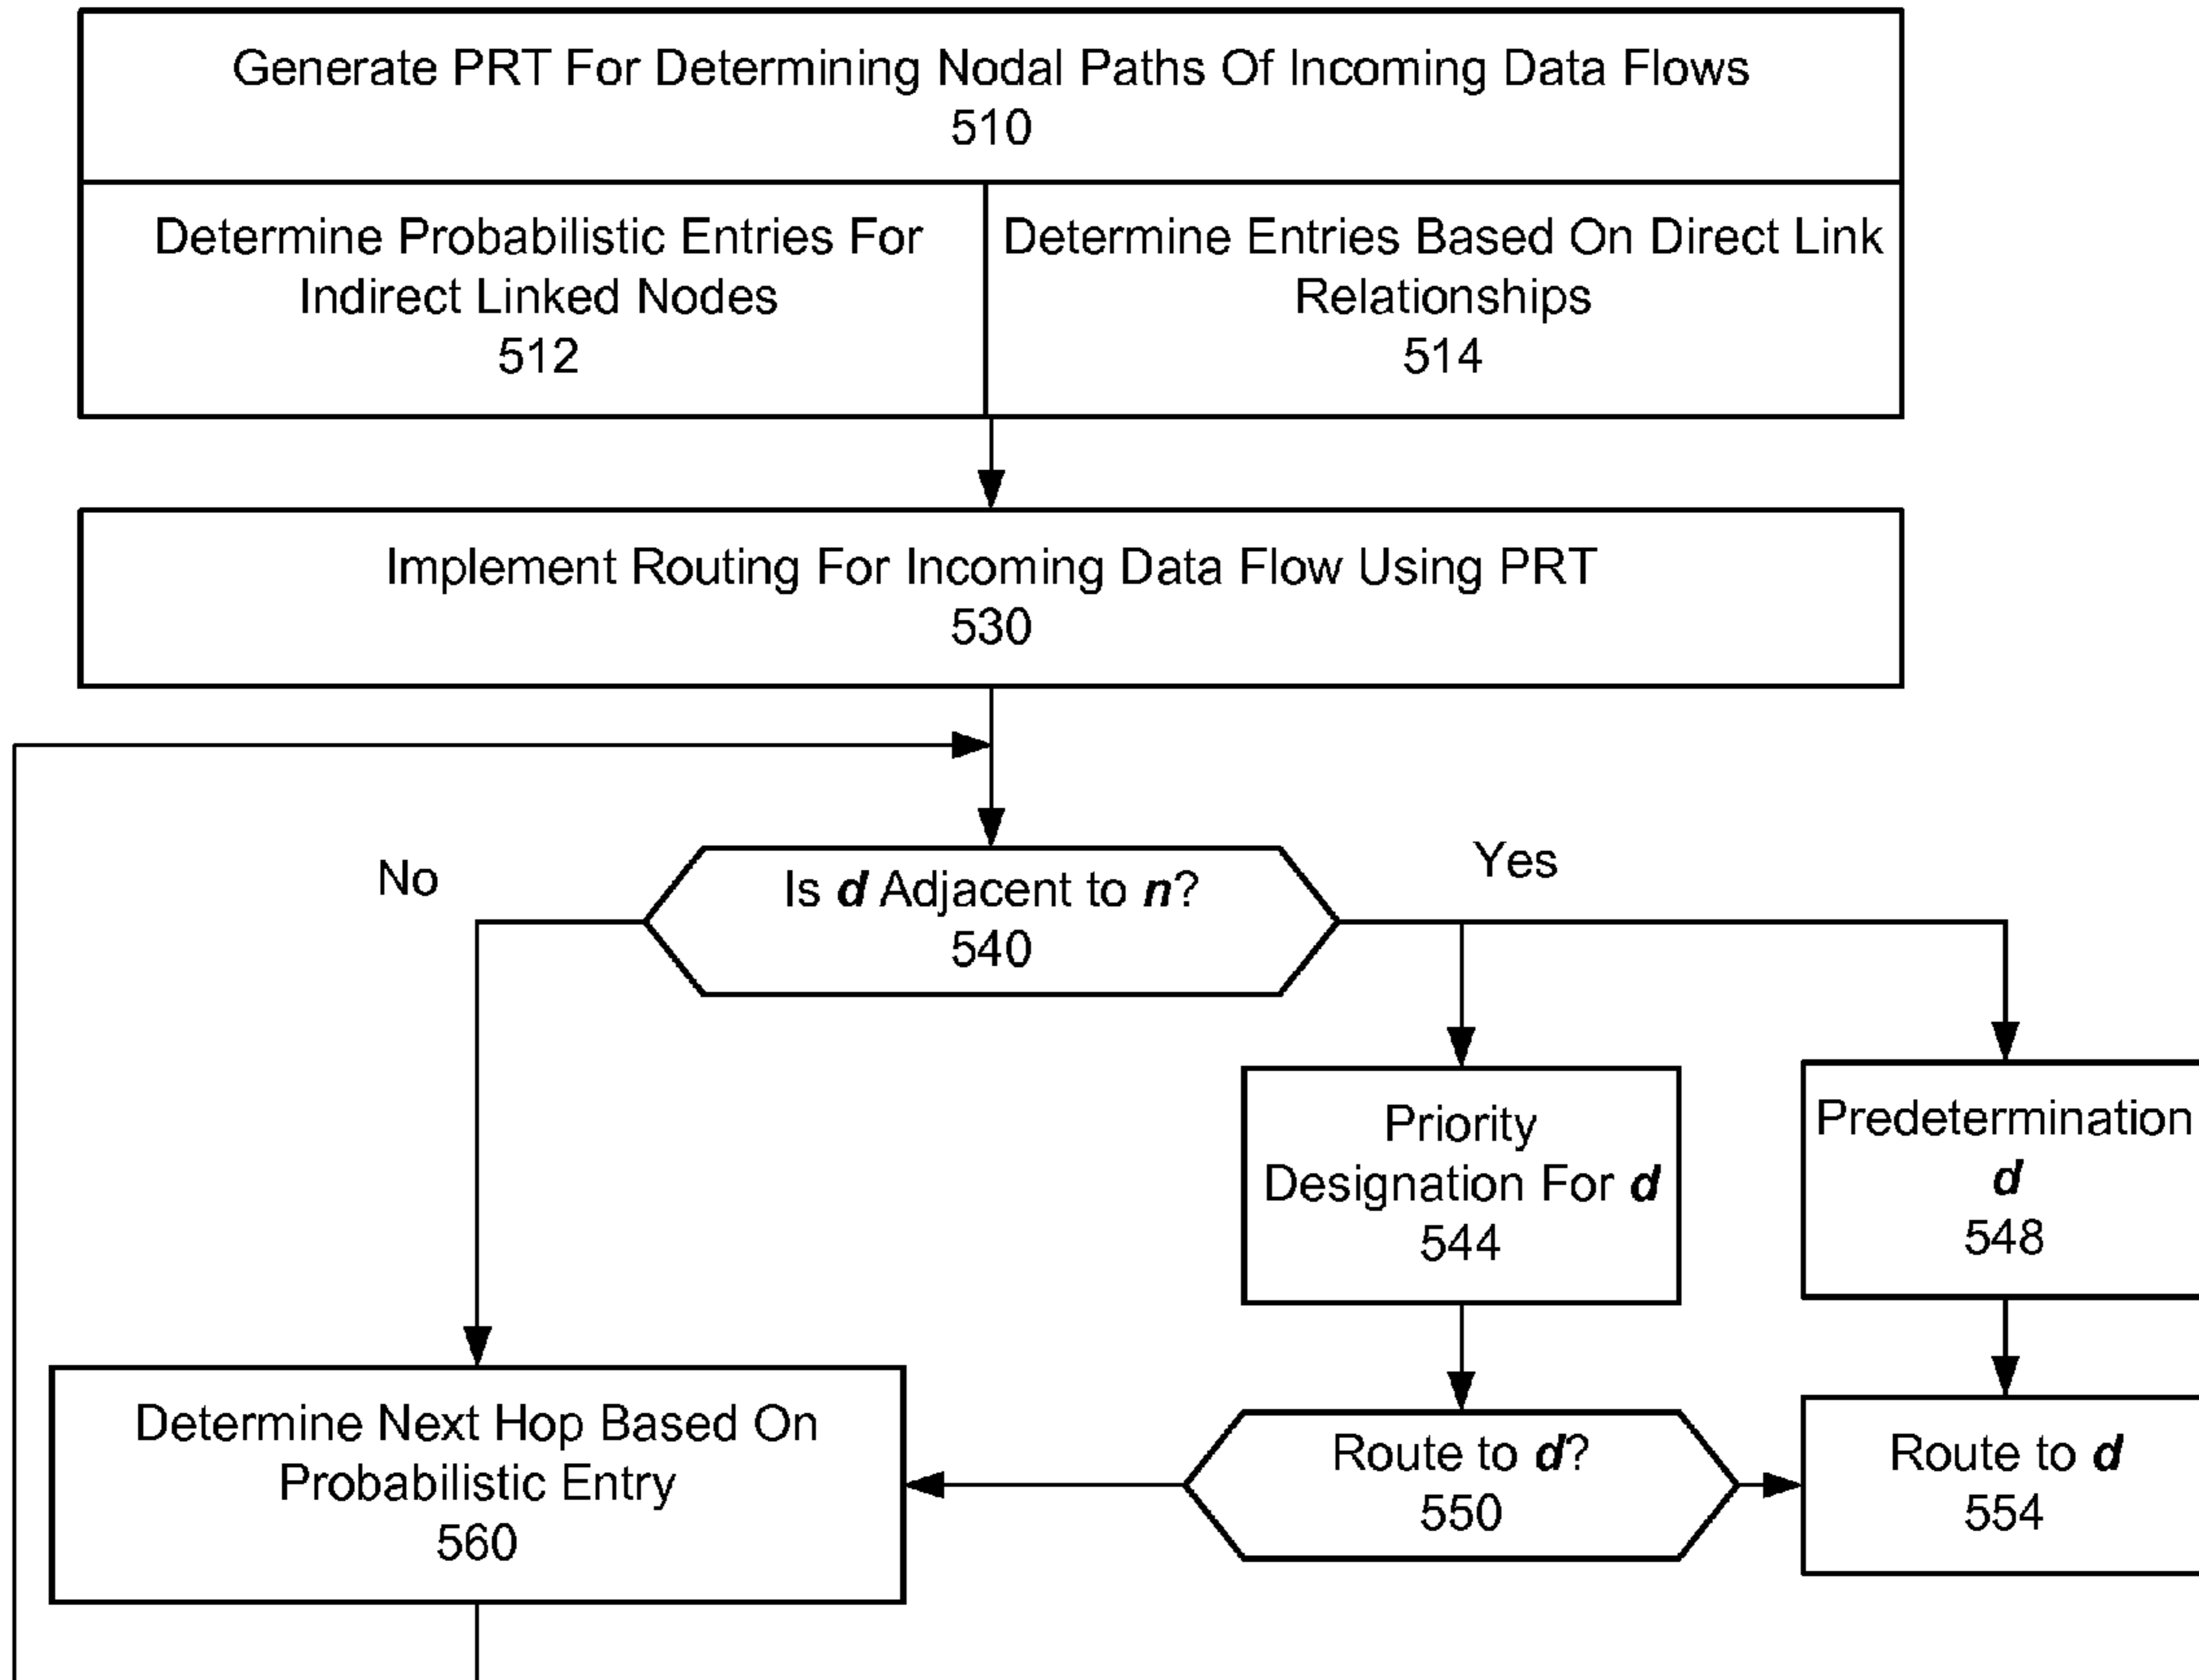 Generate PRT For Determining Nodal Paths Of Incoming Data Flows
510
Determine Probabilistic Entries For
Indirect Linked Nodes
512
Determine Entries Based On Direct Link
Relationships
514
Implement Routing For Incoming Data Flow Using PRT
530
No
Is d Adjacent to n?
540
Yes
Priority
Designation For d
544
Predetermination
d
548
Determine Next Hop Based On
Probabilistic Entry
560
Route to d?
550
Route to d
554